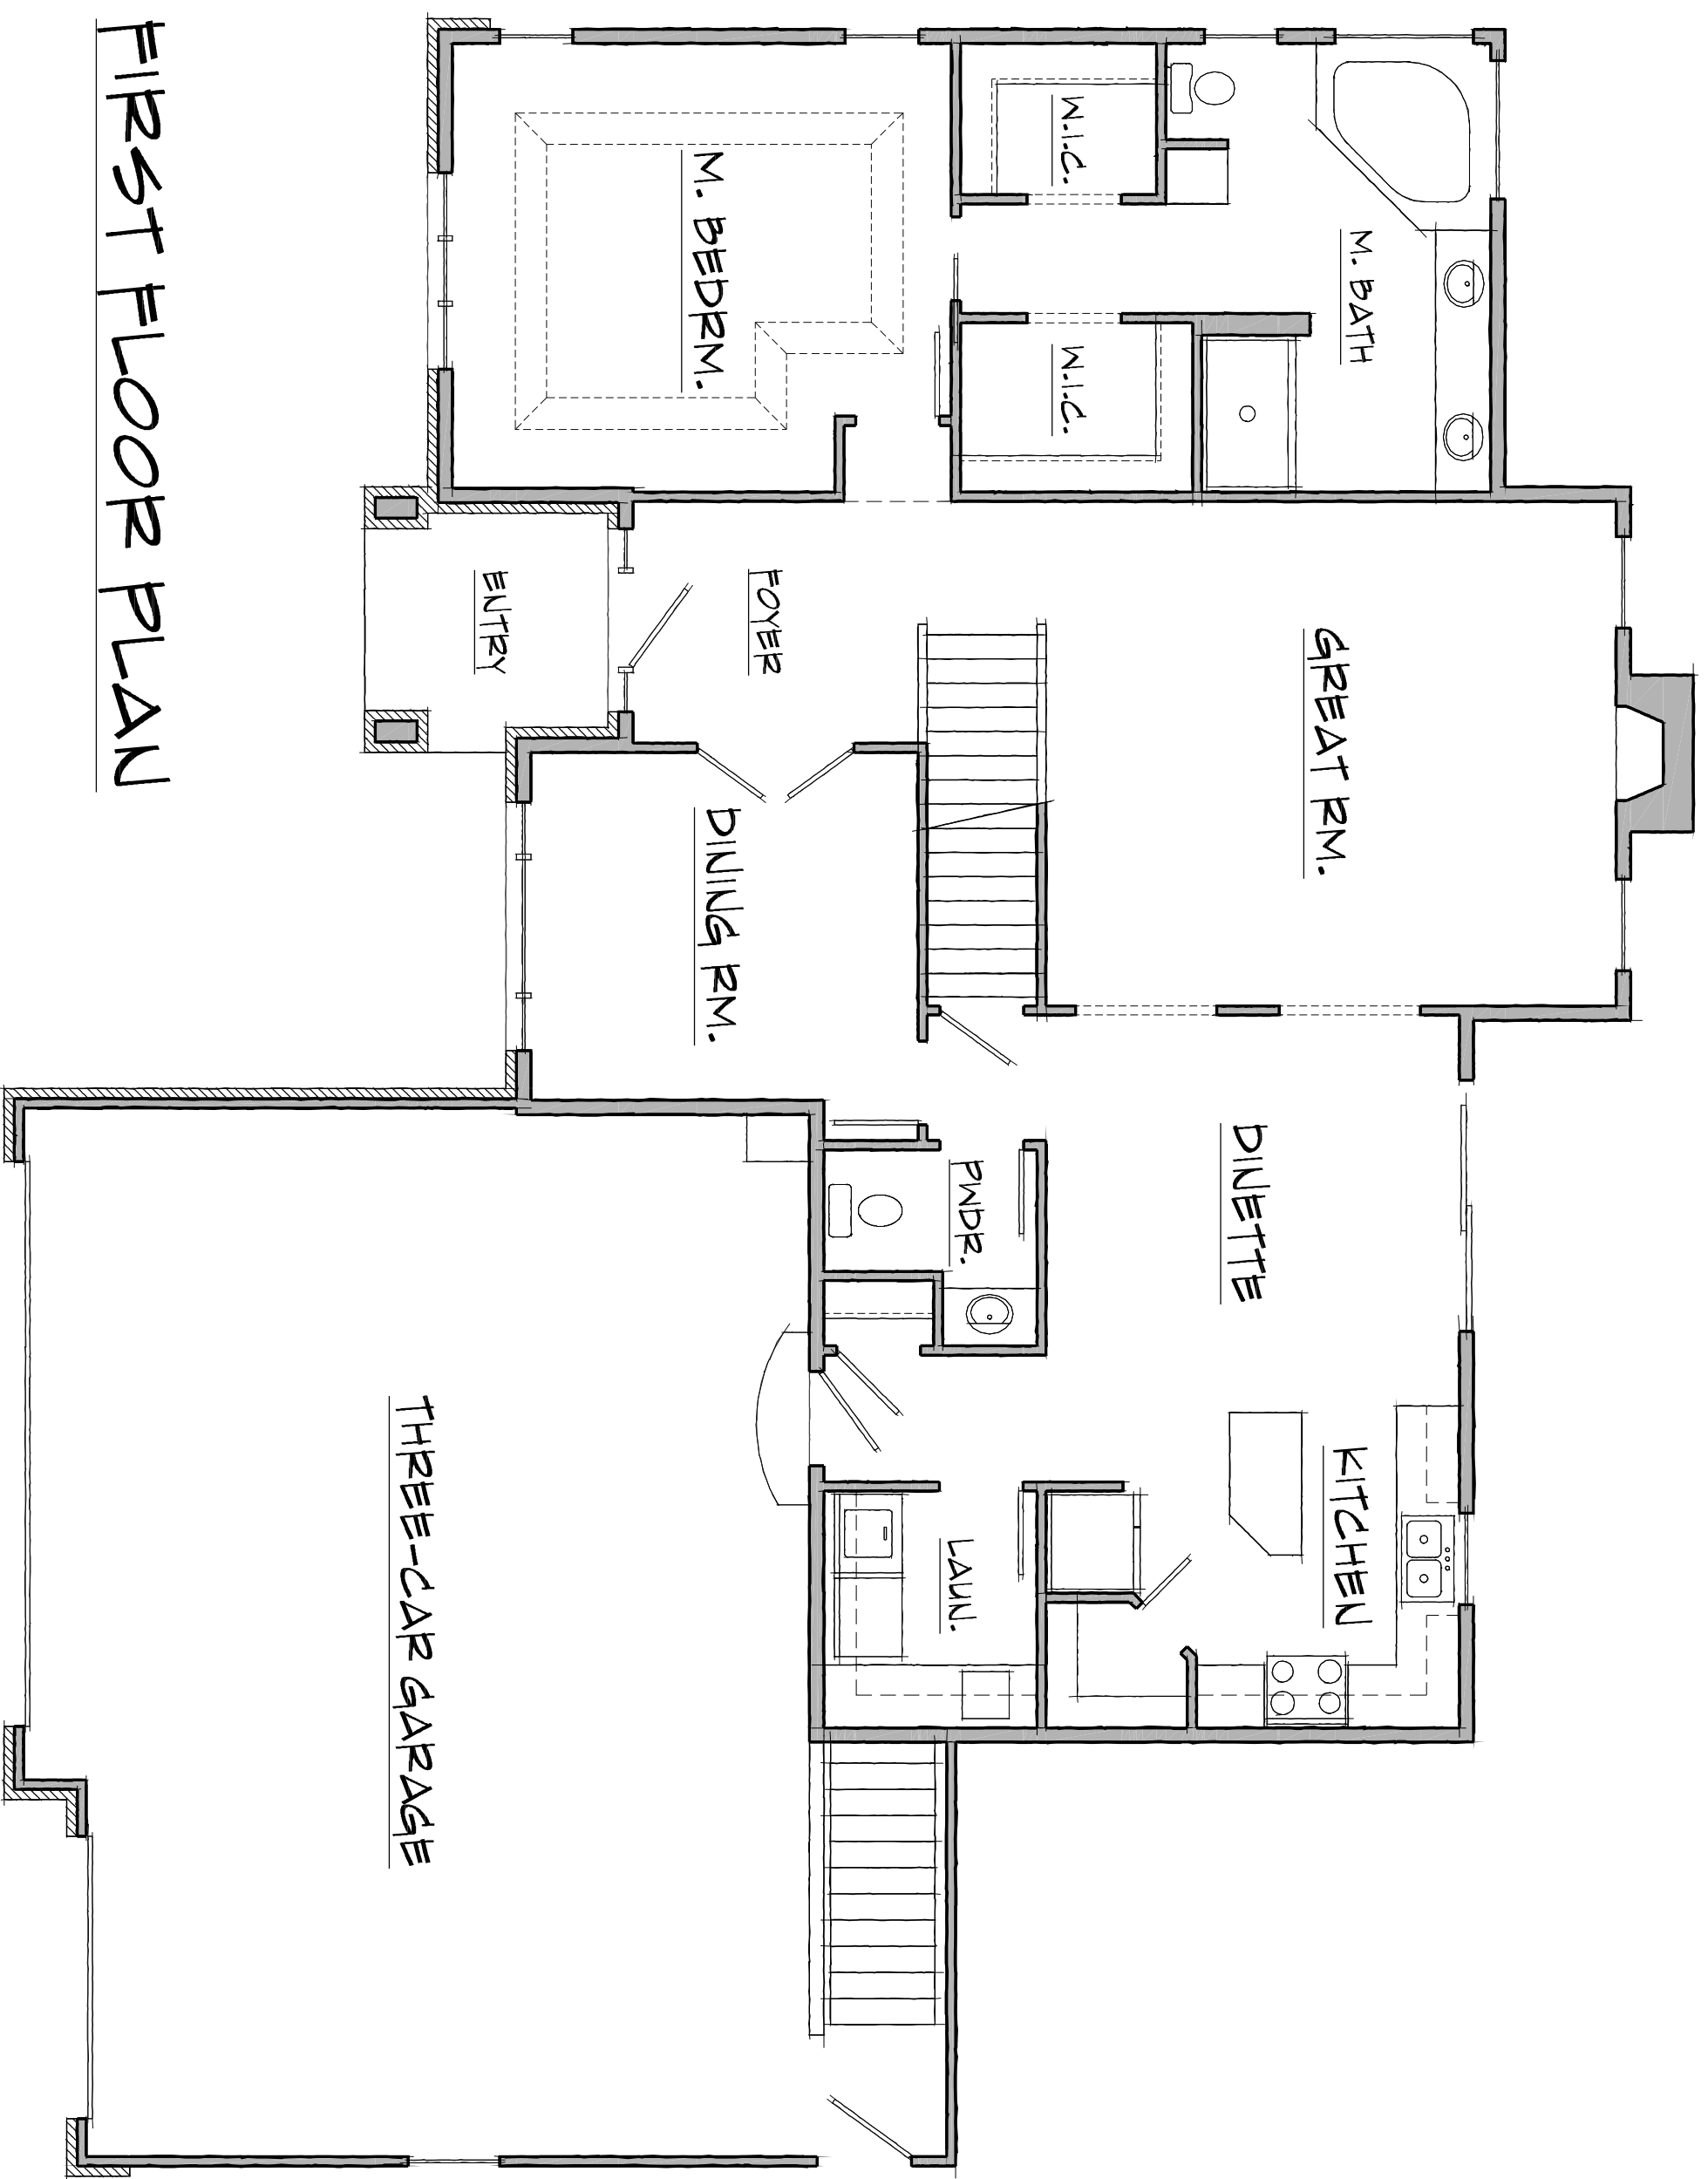 M. BATH
W.I.C.
W.I.C.
M. BEDRM.
GREAT RM.
FOYER
ENTRY
DINING RM.
DINETTE
PWDR.
KITCHEN
LAUN.
THREE-CAR GARAGE
FIRST FLOOR PLAN